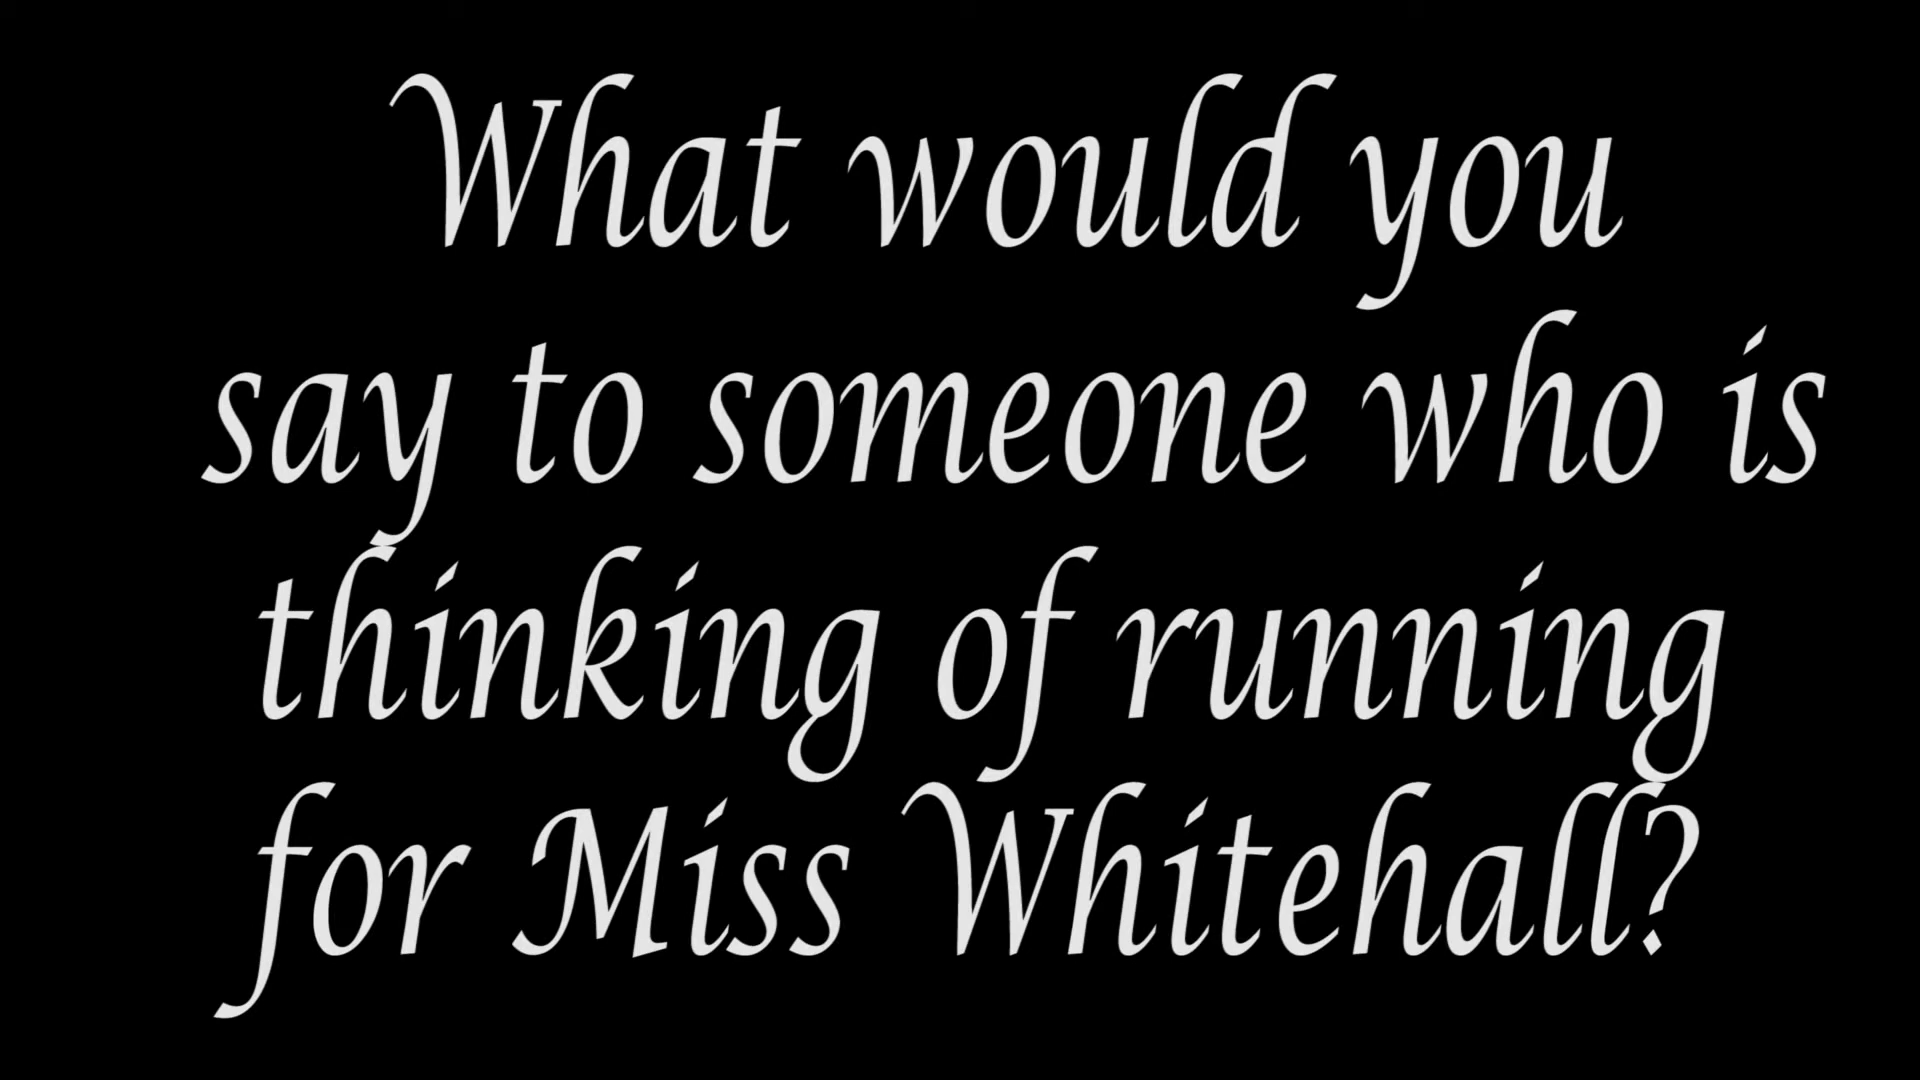 What would you
say to someone who is
thinking of running
for Miss Whitehall?